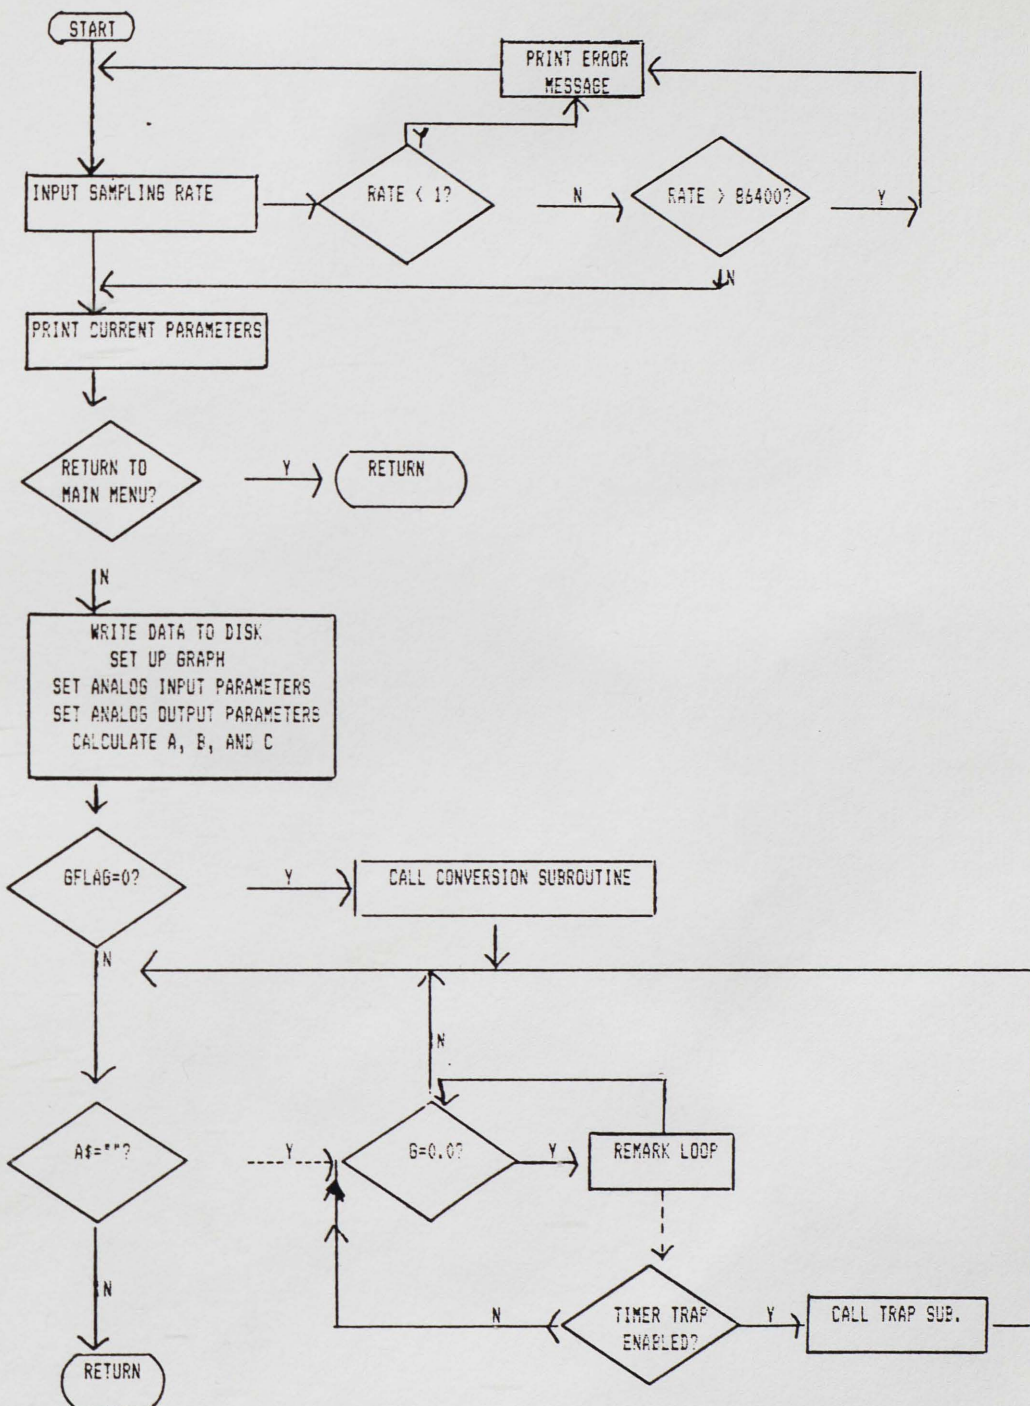 START
PRINT ERROR
MESSAGE
Y
INPUT SAMPLING RATE
RATE < 1?
N
RATE > 86400?
Y
N
PRINT CURRENT PARAMETERS
RETURN TO
MAIN MENU?
Y
RETURN
N
WRITE DATA TO DISK
SET UP GRAPH
SET ANALOG INPUT PARAMETERS
SET ANALOG OUTPUT PARAMETERS
CALCULATE A, B, AND C
GFLAG=0?
Y
CALL CONVERSION SUBROUTINE
N
N
A$=""?
Y
G=0.0?
Y
REMARK LOOP
N
N
TIMER TRAP
ENABLED?
Y
CALL TRAP SUB.
RETURN